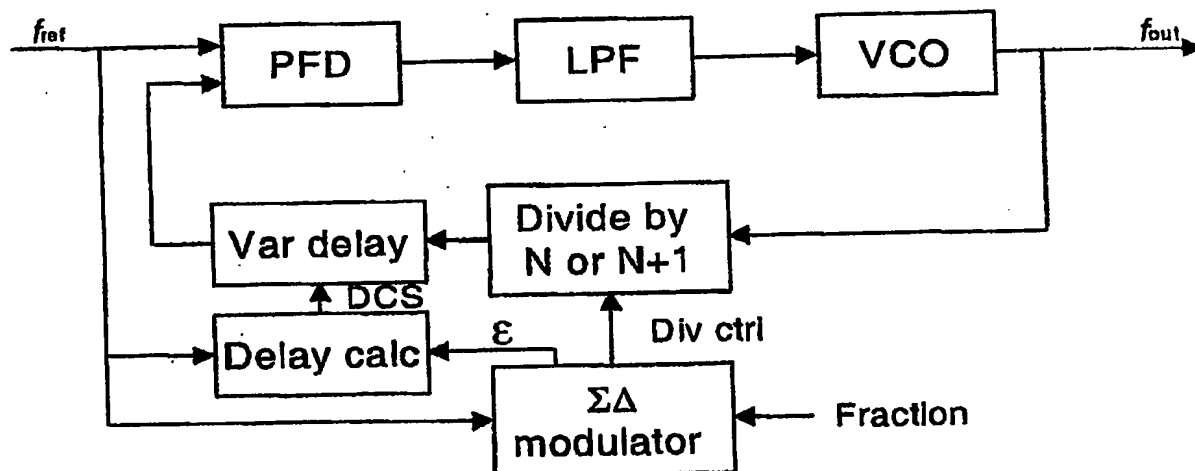 fref
PFD
LPF
VCO
fout
Var delay
Divide by
N or N+1
DCS
Div ctrl
Delay calc
ε
ΣΔ
modulator
Fraction